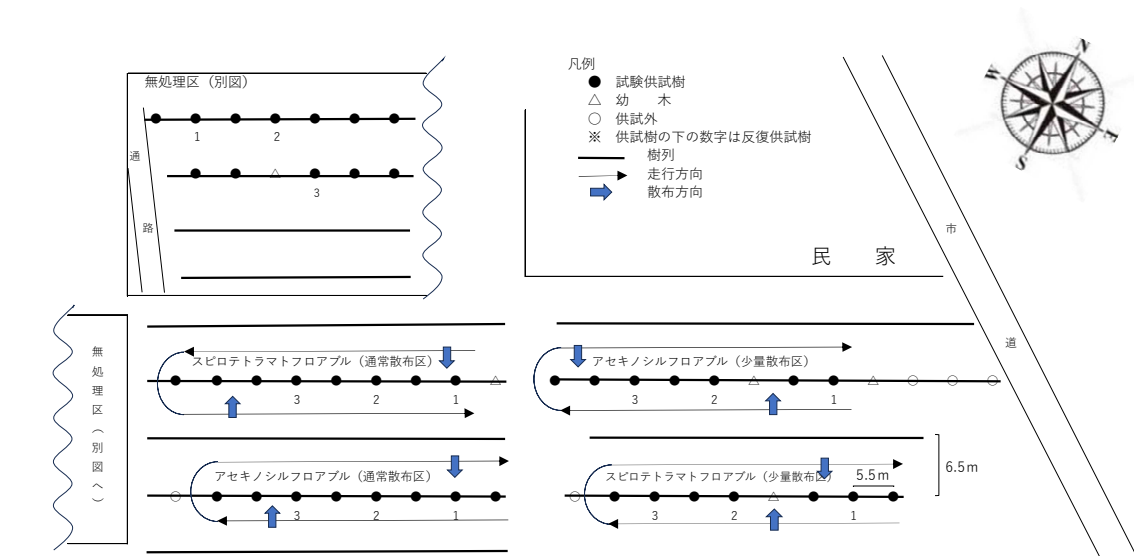 無処理区（別図）
1 2
3
通
路
凡例
試験供試樹
幼 木
供試外
※ 供試樹の下の数字は反復供試樹
樹列
走行方向
散布方向
N
W
E
S
民 家
市
道
無処理区（別図へ）
スピロテトラマトフロアブル（通常散布区）
3 2 1
アセキノシルフロアブル（少量散布区）
3 2 1
アセキノシルフロアブル（通常散布区）
3 2 1
スピロテトラマトフロアブル（少量散布区）
5.5m
6.5m
3 2 1